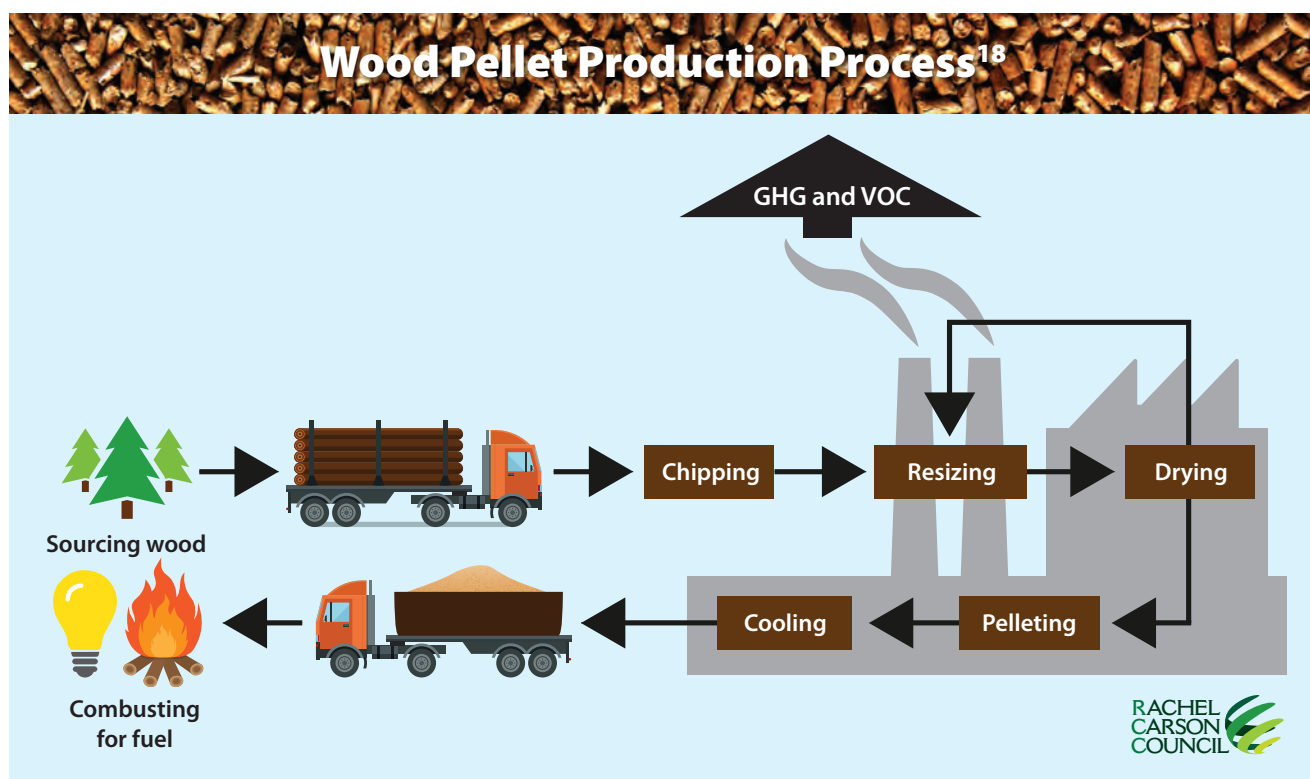 Wood Pellet Production Process18
GHG and VOC
Sourcing wood
Chipping
Resizing
Drying
Pelleting
Cooling
Combusting
for fuel
RACHEL
CARSON
COUNCIL